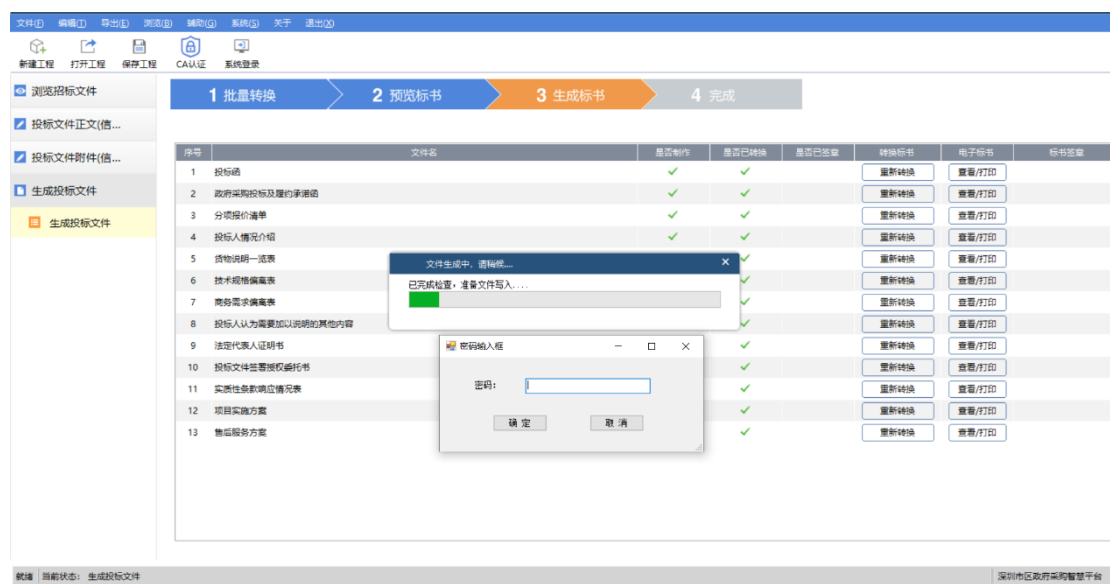 文件(F) 编辑(I) 导出(E) 浏览(B) 辅助(G) 系统(S) 关于 退出(X)
新建工程 打开工程 保存工程 CA认证 系统登录
浏览招标文件
投标文件正文(信...
投标文件附件(信...
生成投标文件
生成投标文件
1 批量转换 2 预览标书 3 生成标书 4 完成
序号 文件名 是否制作 是否已转换 是否已签章 转换标书 电子标书 标书签章
1 投标函 重新转换 查看/打印
2 政府采购投标及履约承诺函 重新转换 查看/打印
3 分项报价清单 重新转换 查看/打印
4 投标人情况介绍 重新转换 查看/打印
5 货物说明一览表 重新转换 查看/打印
6 技术规格偏离表 重新转换 查看/打印
7 商务需求偏离表 重新转换 查看/打印
8 投标人认为需要加以说明的其他内容 重新转换 查看/打印
9 法定代表人证明书 重新转换 查看/打印
10 投标文件签署授权委托书 重新转换 查看/打印
11 实质性条款响应情况表 重新转换 查看/打印
12 项目实施方案 重新转换 查看/打印
13 售后服务方案 重新转换 查看/打印
文件生成中，请稍候....
已完成检查，准备文件写入....
密码输入框
密码：
确 定 取 消
就绪 当前状态： 生成投标文件 深圳市区政府采购智慧平台